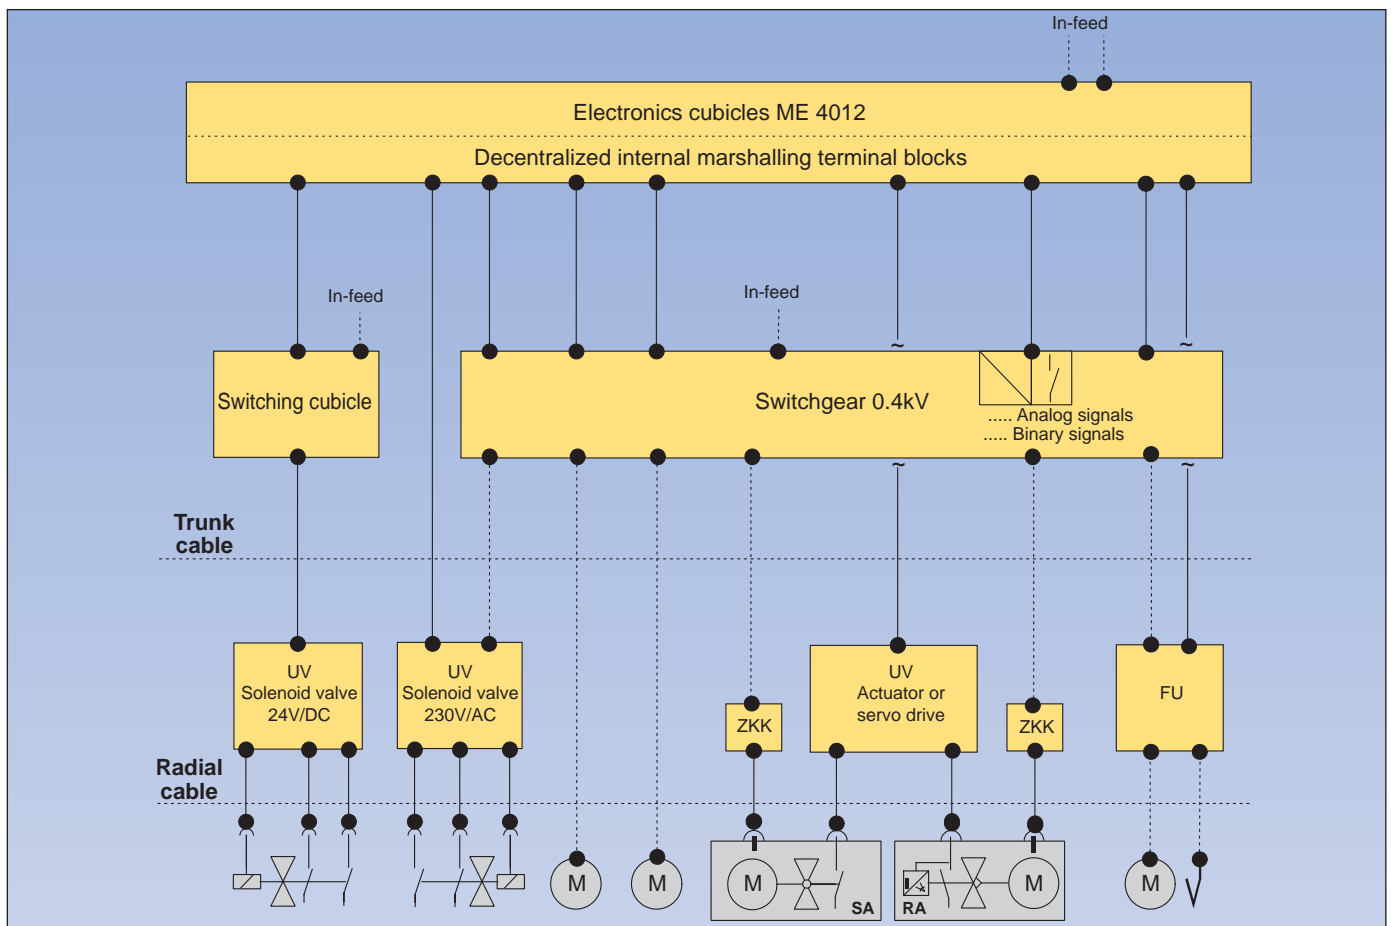 In-feed
Electronics cubicles ME 4012
Decentralized internal marshalling terminal blocks
In-feed
In-feed
~
~
Switching cubicle
Switchgear 0.4kV
..... Analog signals
..... Binary signals
~
~
Trunk
cable
UV
Solenoid valve
24V/DC
UV
Solenoid valve
230V/AC
ZKK
UV
Actuator or
servo drive
ZKK
FU
Radial
cable
M
M
M
SA
RA
M
M